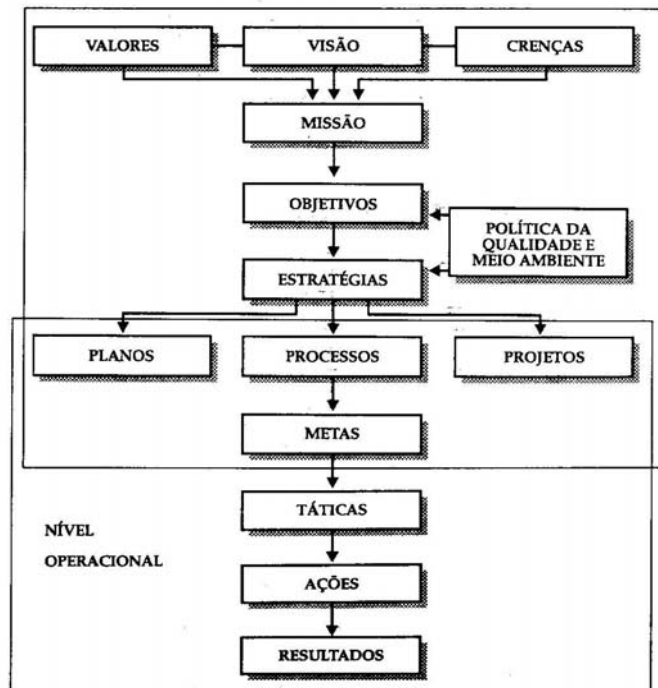 VALORES
VISÃO
CRENÇAS
MISSÃO
OBJETIVOS
POLÍTICA DA
QUALIDADE E
MEIO AMBIENTE
ESTRATÉGIAS
PLANOS
PROCESSOS
PROJETOS
METAS
TÁTICAS
NÍVEL
OPERACIONAL
AÇÕES
RESULTADOS